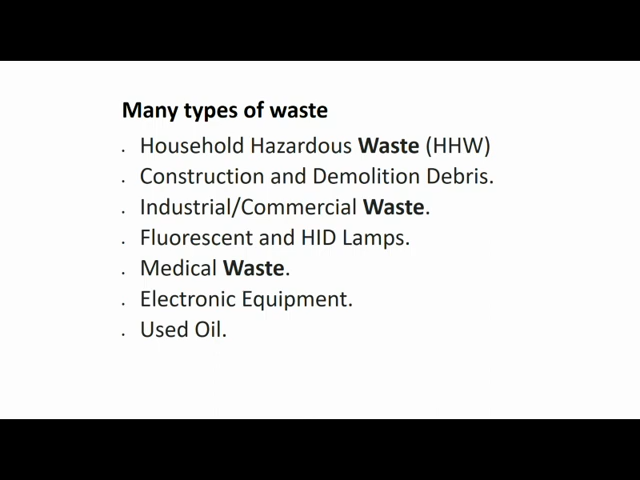 Many types of waste
. Household Hazardous Waste (HHW)
. Construction and Demolition Debris.
. Industrial/Commercial Waste.
. Fluorescent and HID Lamps.
. Medical Waste.
. Electronic Equipment.
. Used Oil.